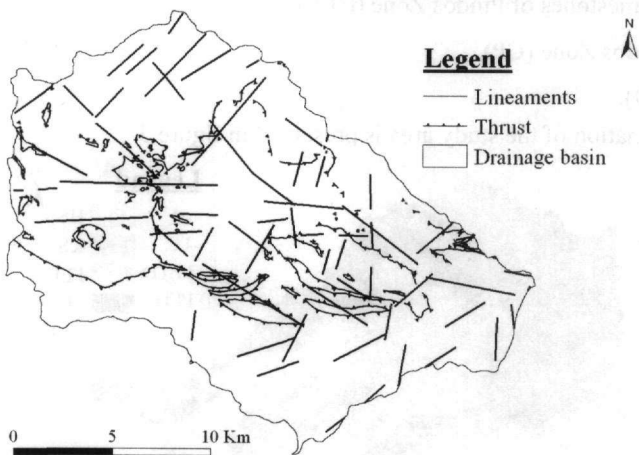 N
Legend
Lineaments
Thrust
Drainage basin
0 5 10 Km